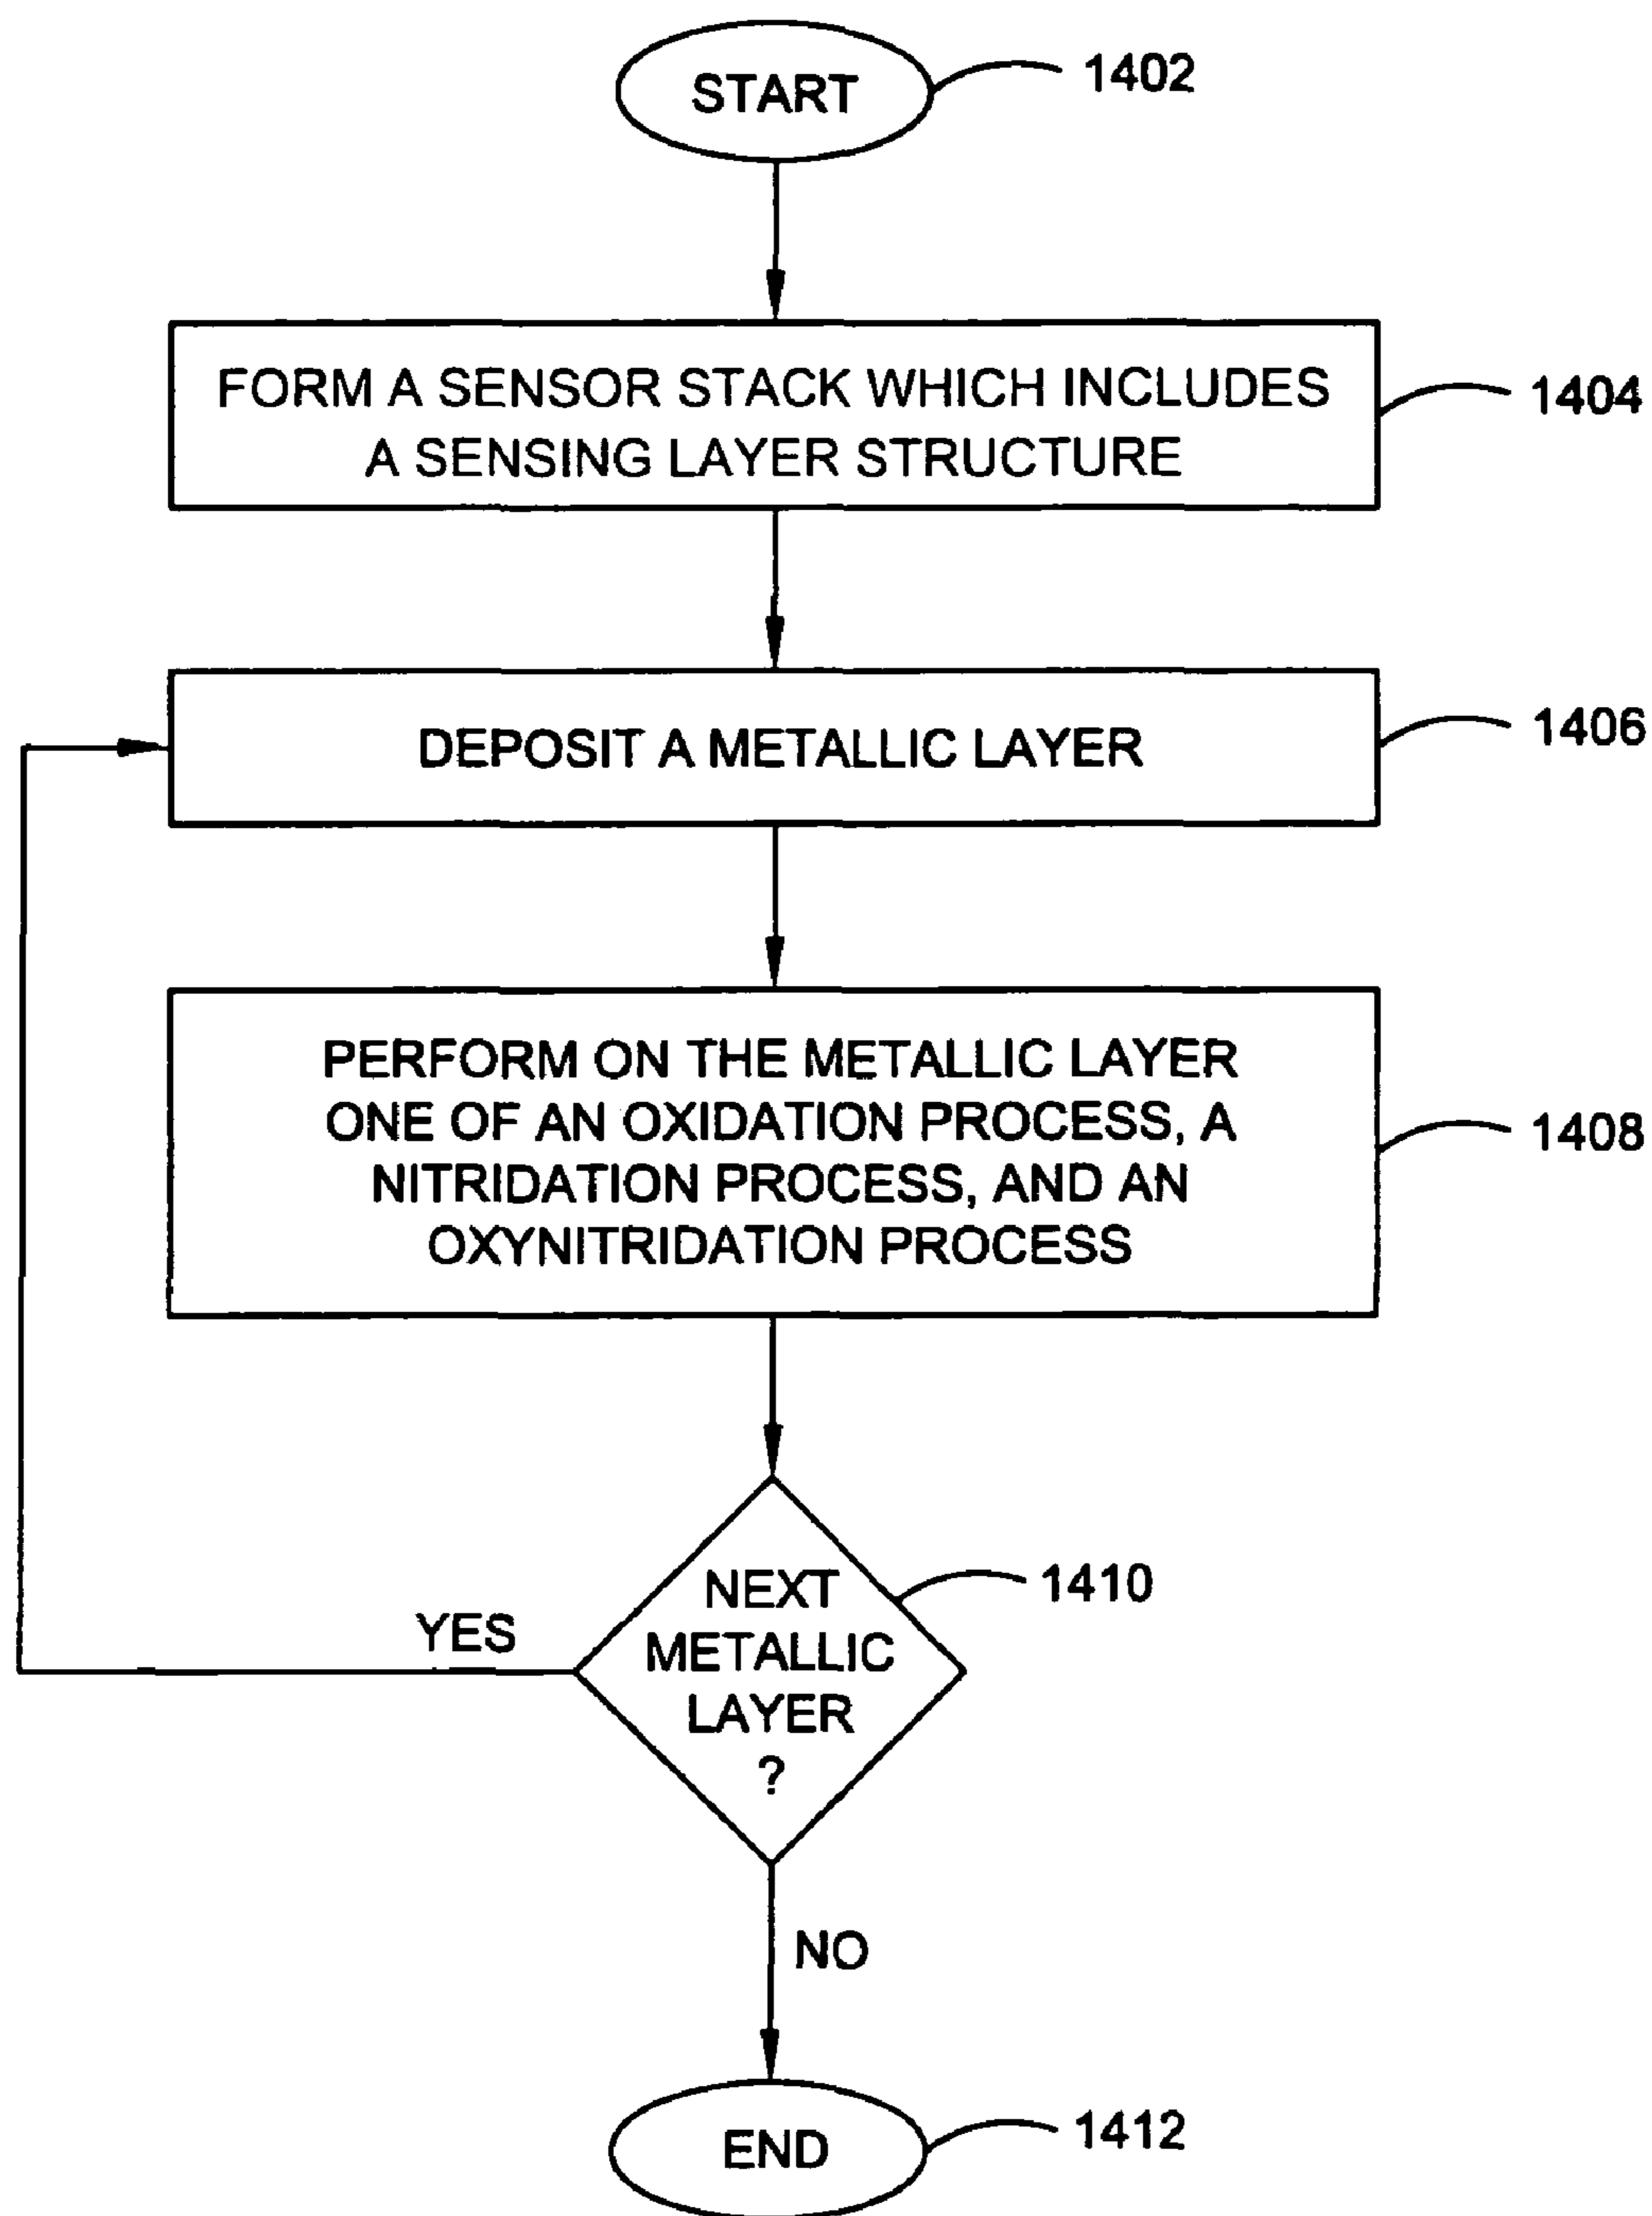 START
1402
FORM A SENSOR STACK WHICH INCLUDES
A SENSING LAYER STRUCTURE
1404
DEPOSIT A METALLIC LAYER
1406
PERFORM ON THE METALLIC LAYER
ONE OF AN OXIDATION PROCESS, A
NITRIDATION PROCESS, AND AN
OXYNITRIDATION PROCESS
1408
NEXT
METALLIC
LAYER
?
1410
YES
NO
END
1412